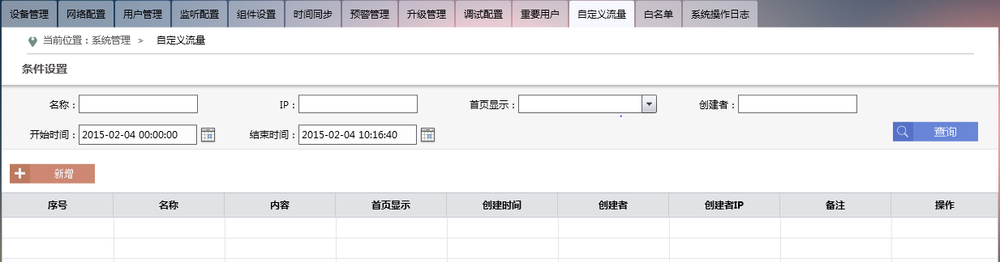 设备管理 网络配置 用户管理 监听配置 组件设置 时间同步 预警管理 升级管理 调试配置 重要用户 自定义流量 白名单 系统操作日志
当前位置：系统管理 > 自定义流量
条件设置
名称： IP： 首页显示： 创建者：
开始时间： 2015-02-04 00:00:00 结束时间： 2015-02-04 10:16:40 查询
新增
序号 名称 内容 首页显示 创建时间 创建者 创建者IP 备注 操作